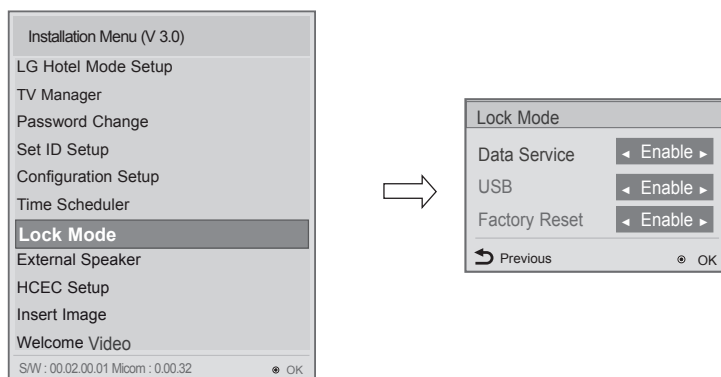 Installation Menu (V 3.0)
LG Hotel Mode Setup
TV Manager
Password Change
Set ID Setup
Configuration Setup
Time Scheduler
Lock Mode
External Speaker
HCEC Setup
Insert Image
Welcome Video
S/W : 00.02.00.01 Micom : 0.00.32 ◉ OK
Lock Mode
Data Service ◂ Enable ▸
USB ◂ Enable ▸
Factory Reset ◂ Enable ▸
Previous ◉ OK